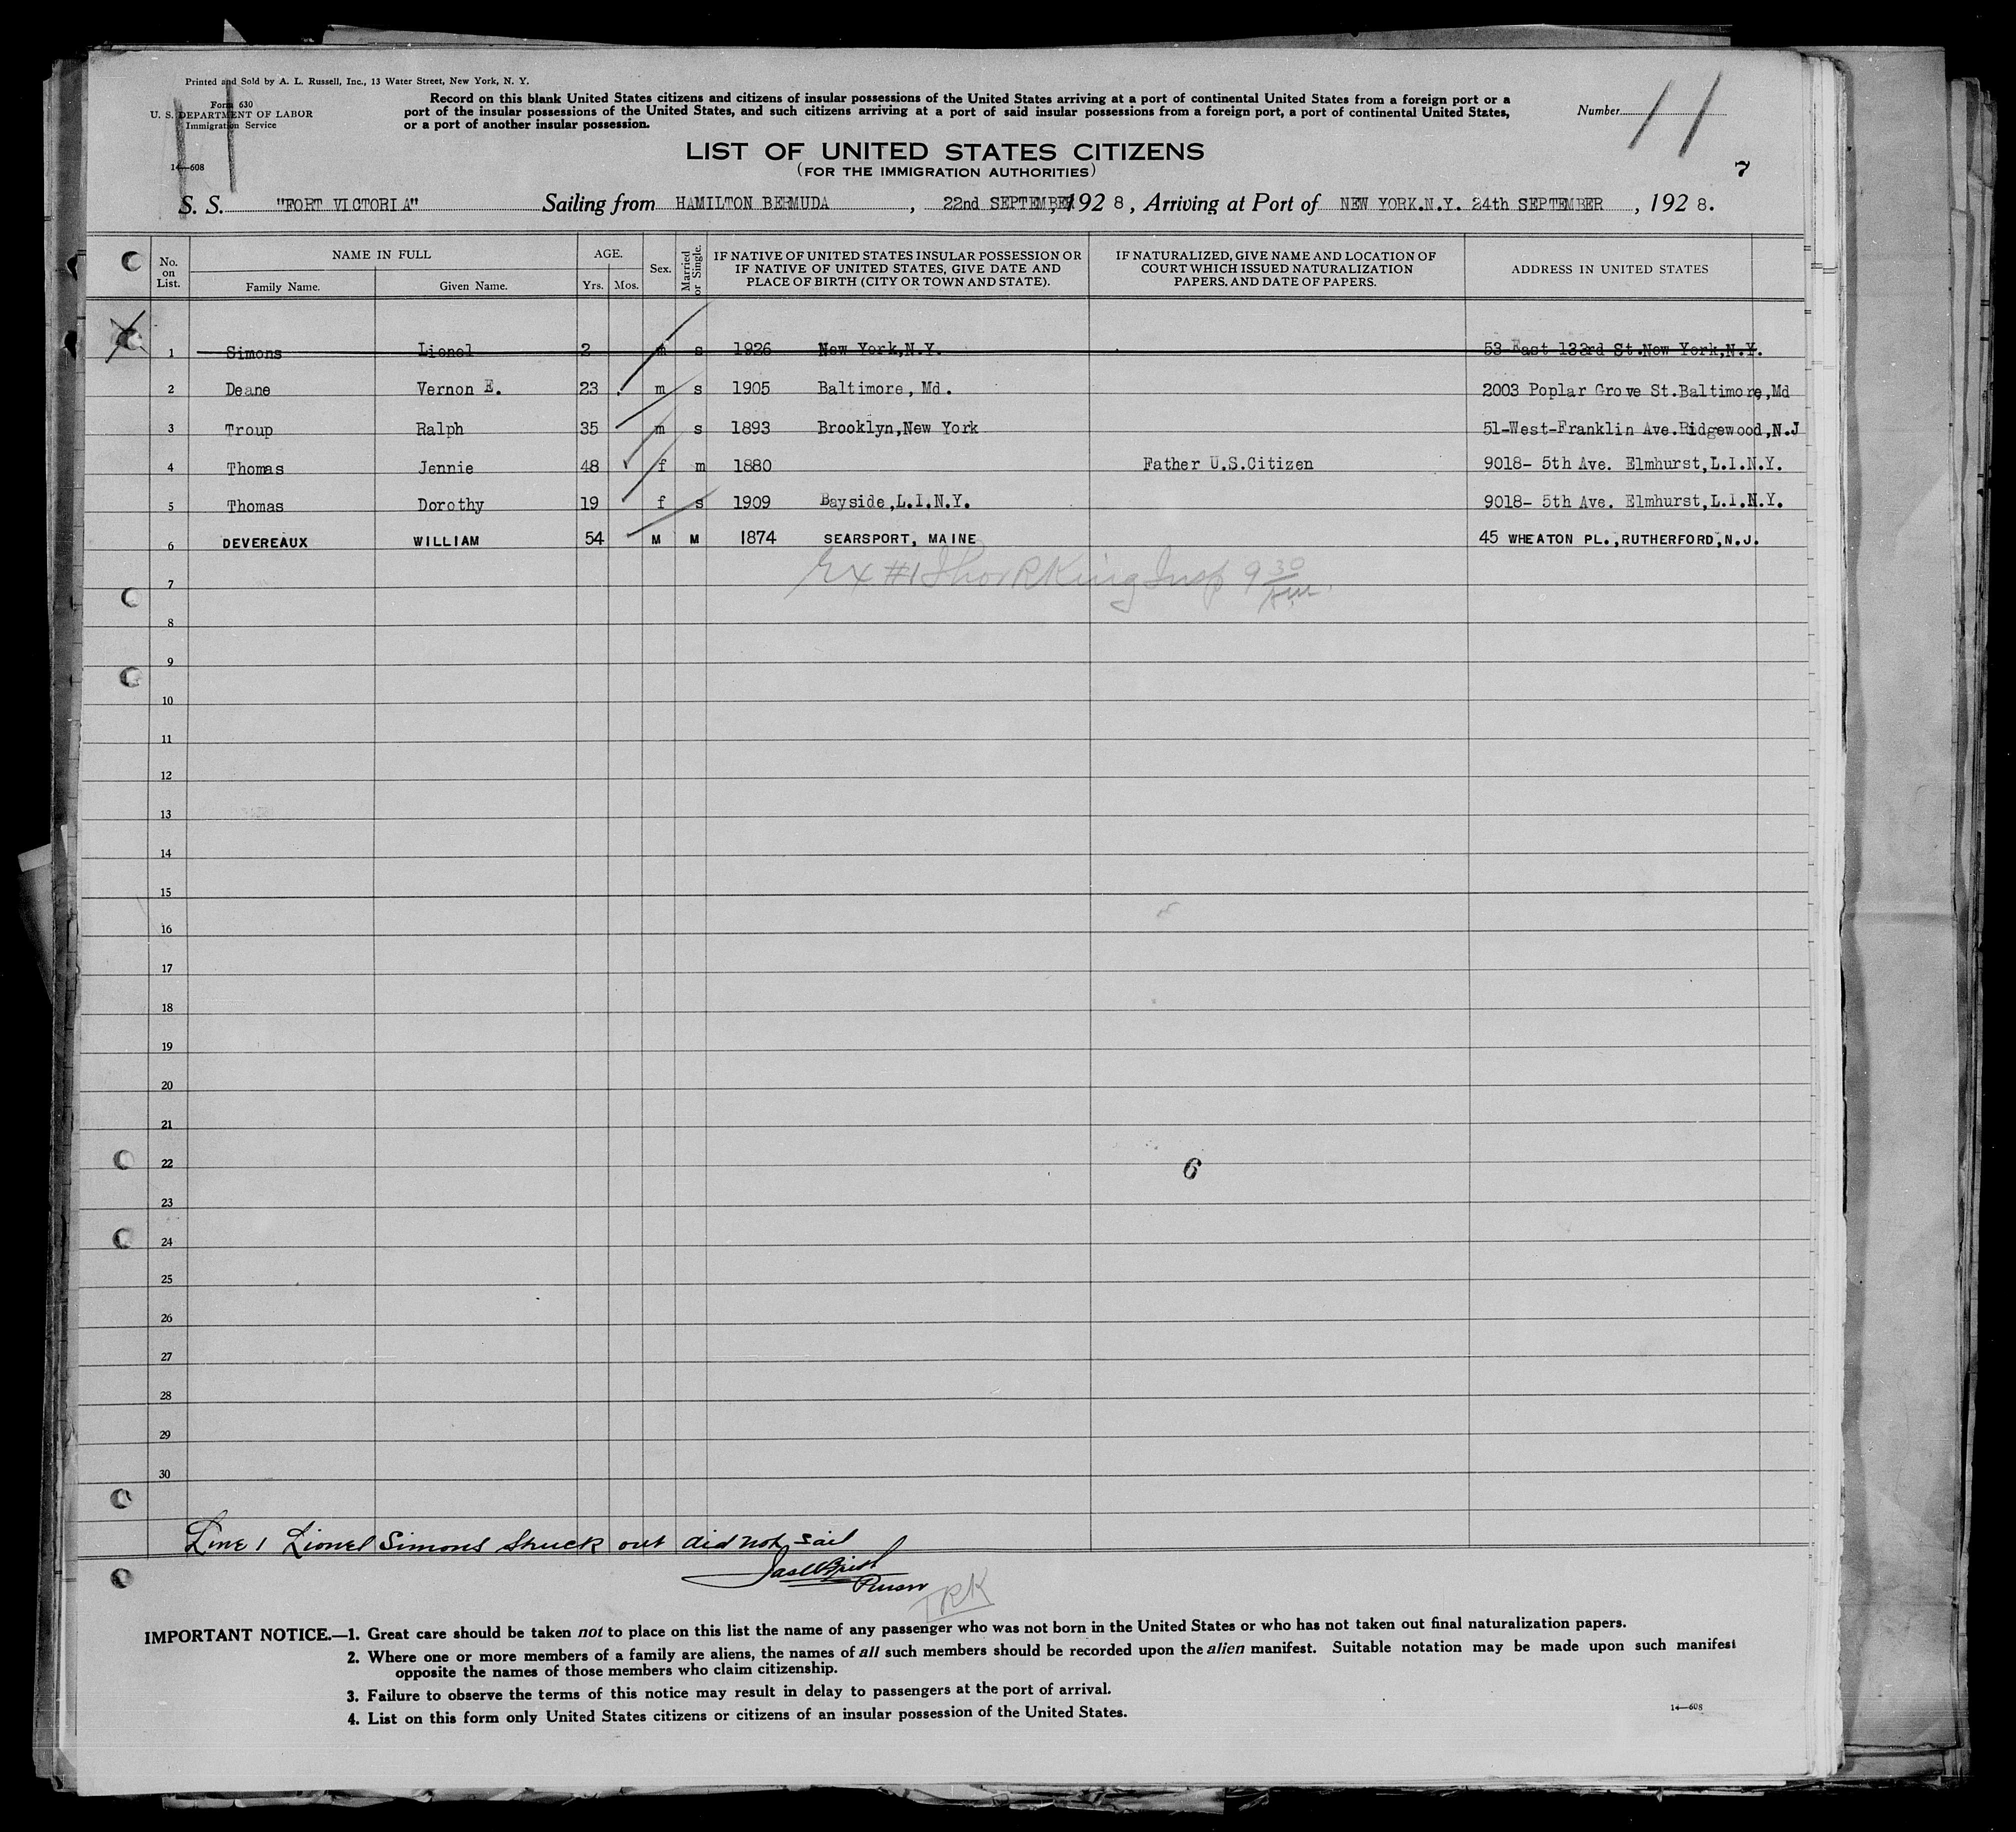 Printed and Sold by A. L. Russell, Inc., 13 Water Street, New York, N. Y.
Form 630
U. S. DEPARTMENT OF LABOR
Immigration Service
14—608
Record on this blank United States citizens and citizens of insular possessions of the United States arriving at a port of continental United States from a foreign port or a
port of the insular possessions of the United States, and such citizens arriving at a port of said insular possessions from a foreign port, a port of continental United States,
or a port of another insular possession.
Number 11
LIST OF UNITED STATES CITIZENS
(FOR THE IMMIGRATION AUTHORITIES)
7
S. S. "FORT VICTORIA" Sailing from HAMILTON BERMUDA, 22nd SEPTEMBER, 1928, Arriving at Port of NEW YORK.N.Y. 24th SEPTEMBER, 1928.
No. on List. NAME IN FULL Family Name. Given Name. AGE. Yrs. Mos. Sex. Married or Single. IF NATIVE OF UNITED STATES INSULAR POSSESSION OR IF NATIVE OF UNITED STATES, GIVE DATE AND PLACE OF BIRTH (CITY OR TOWN AND STATE). IF NATURALIZED, GIVE NAME AND LOCATION OF COURT WHICH ISSUED NATURALIZATION PAPERS, AND DATE OF PAPERS. ADDRESS IN UNITED STATES
1 Simons Lionel 2 m s 1926 New York,N.Y. 53 East 133rd St.New York,N.Y.
2 Deane Vernon E. 23 m s 1905 Baltimore, Md. 2003 Poplar Grove St.Baltimore,Md
3 Troup Ralph 35 m s 1893 Brooklyn,New York 51-West-Franklin Ave.Ridgewood,N.J
4 Thomas Jennie 48 f m 1880 Father U.S.Citizen 9018- 5th Ave. Elmhurst,L.I.N.Y.
5 Thomas Dorothy 19 f s 1909 Bayside,L.I.N.Y. 9018- 5th Ave. Elmhurst,L.I.N.Y.
6 DEVEREAUX WILLIAM 54 M M 1874 SEARSPORT, MAINE 45 WHEATON PL.,RUTHERFORD,N.J.
Ex #1 Thos R King Insp 9 30 AM
7
8
9
10
11
12
13
14
15
16
17
18
19
20
21
22 6
23
24
25
26
27
28
29
30
Line 1 Lionel Simons struck out did not sail
Purser
TRK
IMPORTANT NOTICE.—1. Great care should be taken not to place on this list the name of any passenger who was not born in the United States or who has not taken out final naturalization papers.
2. Where one or more members of a family are aliens, the names of all such members should be recorded upon the alien manifest. Suitable notation may be made upon such manifest
opposite the names of those members who claim citizenship.
3. Failure to observe the terms of this notice may result in delay to passengers at the port of arrival.
4. List on this form only United States citizens or citizens of an insular possession of the United States.
14—608